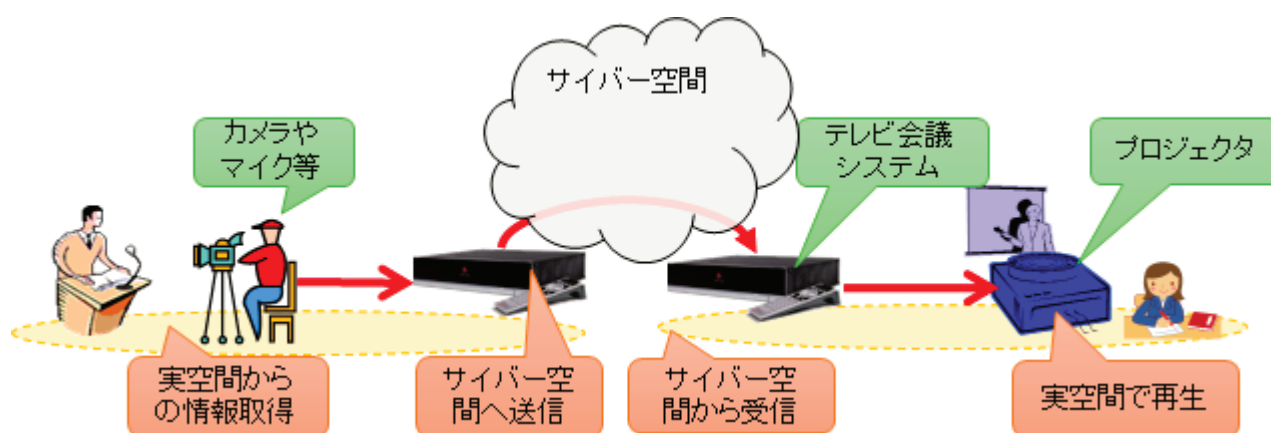 サイバー空間
カメラや
マイク等
テレビ会議
システム
プロジェクタ
実空間から
の情報取得
サイバー空
間へ送信
サイバー空
間から受信
実空間で再生